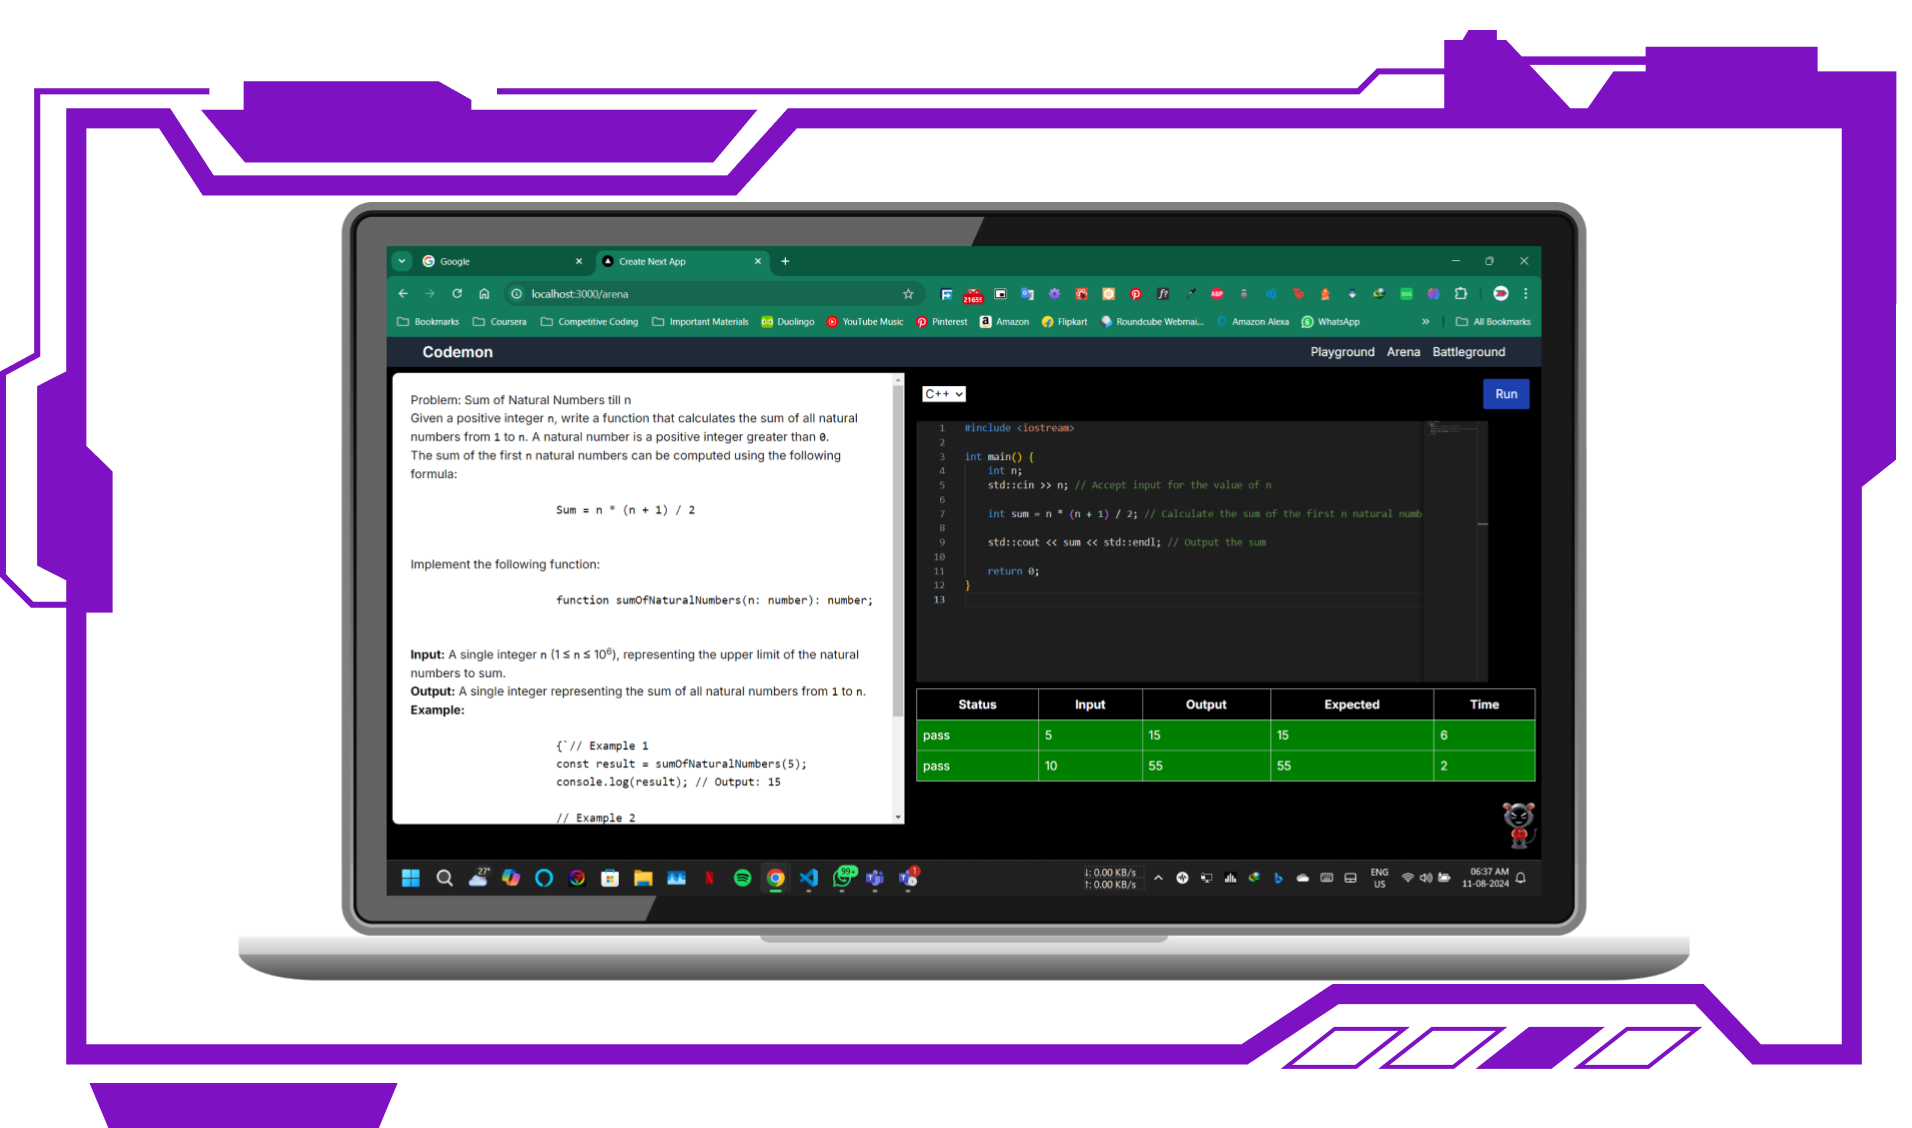 Google
Create Next App
localhost:3000/arena
21655
ABP
Bookmarks Coursera Competitive Coding Important Materials Duolingo YouTube Music Pinterest Amazon Flipkart Roundcube Webmai... Amazon Alexa WhatsApp » All Bookmarks
Codemon
Playground Arena Battleground
Problem: Sum of Natural Numbers till n
Given a positive integer n, write a function that calculates the sum of all natural
numbers from 1 to n. A natural number is a positive integer greater than 0.
The sum of the first n natural numbers can be computed using the following
formula:
Sum = n * (n + 1) / 2
Implement the following function:
function sumOfNaturalNumbers(n: number): number;
Input: A single integer n (1 ≤ n ≤ 10⁶), representing the upper limit of the natural
numbers to sum.
Output: A single integer representing the sum of all natural numbers from 1 to n.
Example:
{`// Example 1
const result = sumOfNaturalNumbers(5);
console.log(result); // Output: 15
// Example 2
C++
Run
1 #include <iostream>
2
3 int main() {
4 int n;
5 std::cin >> n; // Accept input for the value of n
6
7 int sum = n * (n + 1) / 2; // Calculate the sum of the first n natural numb
8
9 std::cout << sum << std::endl; // Output the sum
10
11 return 0;
12 }
13
Status Input Output Expected Time
pass 5 15 15 6
pass 10 55 55 2
27°
99+
1
↓: 0.00 KB/s
↑: 0.00 KB/s
ENG
US
06:37 AM
11-08-2024